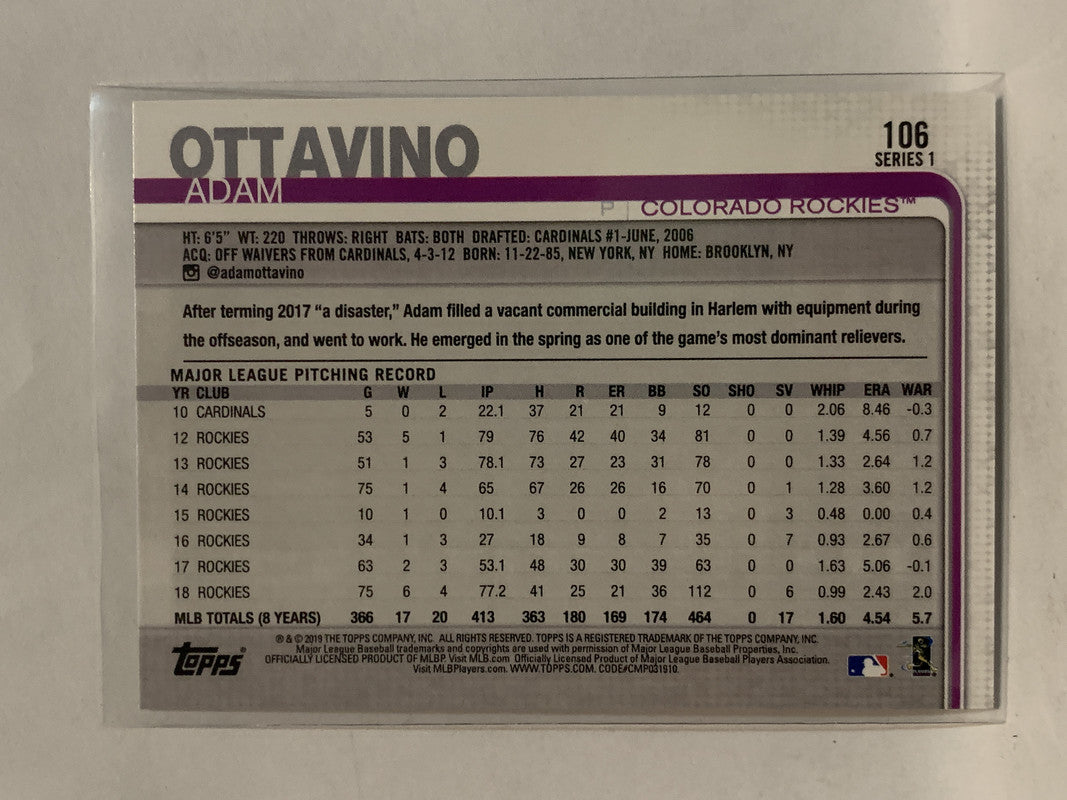 OTTAVINO
ADAM
106
SERIES 1
P | COLORADO ROCKIES™
HT: 6'5" WT: 220 THROWS: RIGHT BATS: BOTH DRAFTED: CARDINALS #1-JUNE, 2006
ACQ: OFF WAIVERS FROM CARDINALS, 4-3-12 BORN: 11-22-85, NEW YORK, NY HOME: BROOKLYN, NY
@adamottavino
After terming 2017 “a disaster,” Adam filled a vacant commercial building in Harlem with equipment during
the offseason, and went to work. He emerged in the spring as one of the game's most dominant relievers.
MAJOR LEAGUE PITCHING RECORD
YR CLUB G W L IP H R ER BB SO SHO SV WHIP ERA WAR
10 CARDINALS 5 0 2 22.1 37 21 21 9 12 0 0 2.06 8.46 -0.3
12 ROCKIES 53 5 1 79 76 42 40 34 81 0 0 1.39 4.56 0.7
13 ROCKIES 51 1 3 78.1 73 27 23 31 78 0 0 1.33 2.64 1.2
14 ROCKIES 75 1 4 65 67 26 26 16 70 0 1 1.28 3.60 1.2
15 ROCKIES 10 1 0 10.1 3 0 0 2 13 0 3 0.48 0.00 0.4
16 ROCKIES 34 1 3 27 18 9 8 7 35 0 7 0.93 2.67 0.6
17 ROCKIES 63 2 3 53.1 48 30 30 39 63 0 0 1.63 5.06 -0.1
18 ROCKIES 75 6 4 77.2 41 25 21 36 112 0 6 0.99 2.43 2.0
MLB TOTALS (8 YEARS) 366 17 20 413 363 180 169 174 464 0 17 1.60 4.54 5.7
® & © 2019 THE TOPPS COMPANY, INC. ALL RIGHTS RESERVED. TOPPS IS A REGISTERED TRADEMARK OF THE TOPPS COMPANY, INC.
Major League Baseball trademarks and copyrights are used with permission of Major League Baseball Properties, Inc.
OFFICIALLY LICENSED PRODUCT OF MLBP. Visit MLB.com Officially Licensed Product of Major League Baseball Players Association.
Visit MLBPlayers.com. WWW.TOPPS.COM. CODE#CMP031910.
Topps®